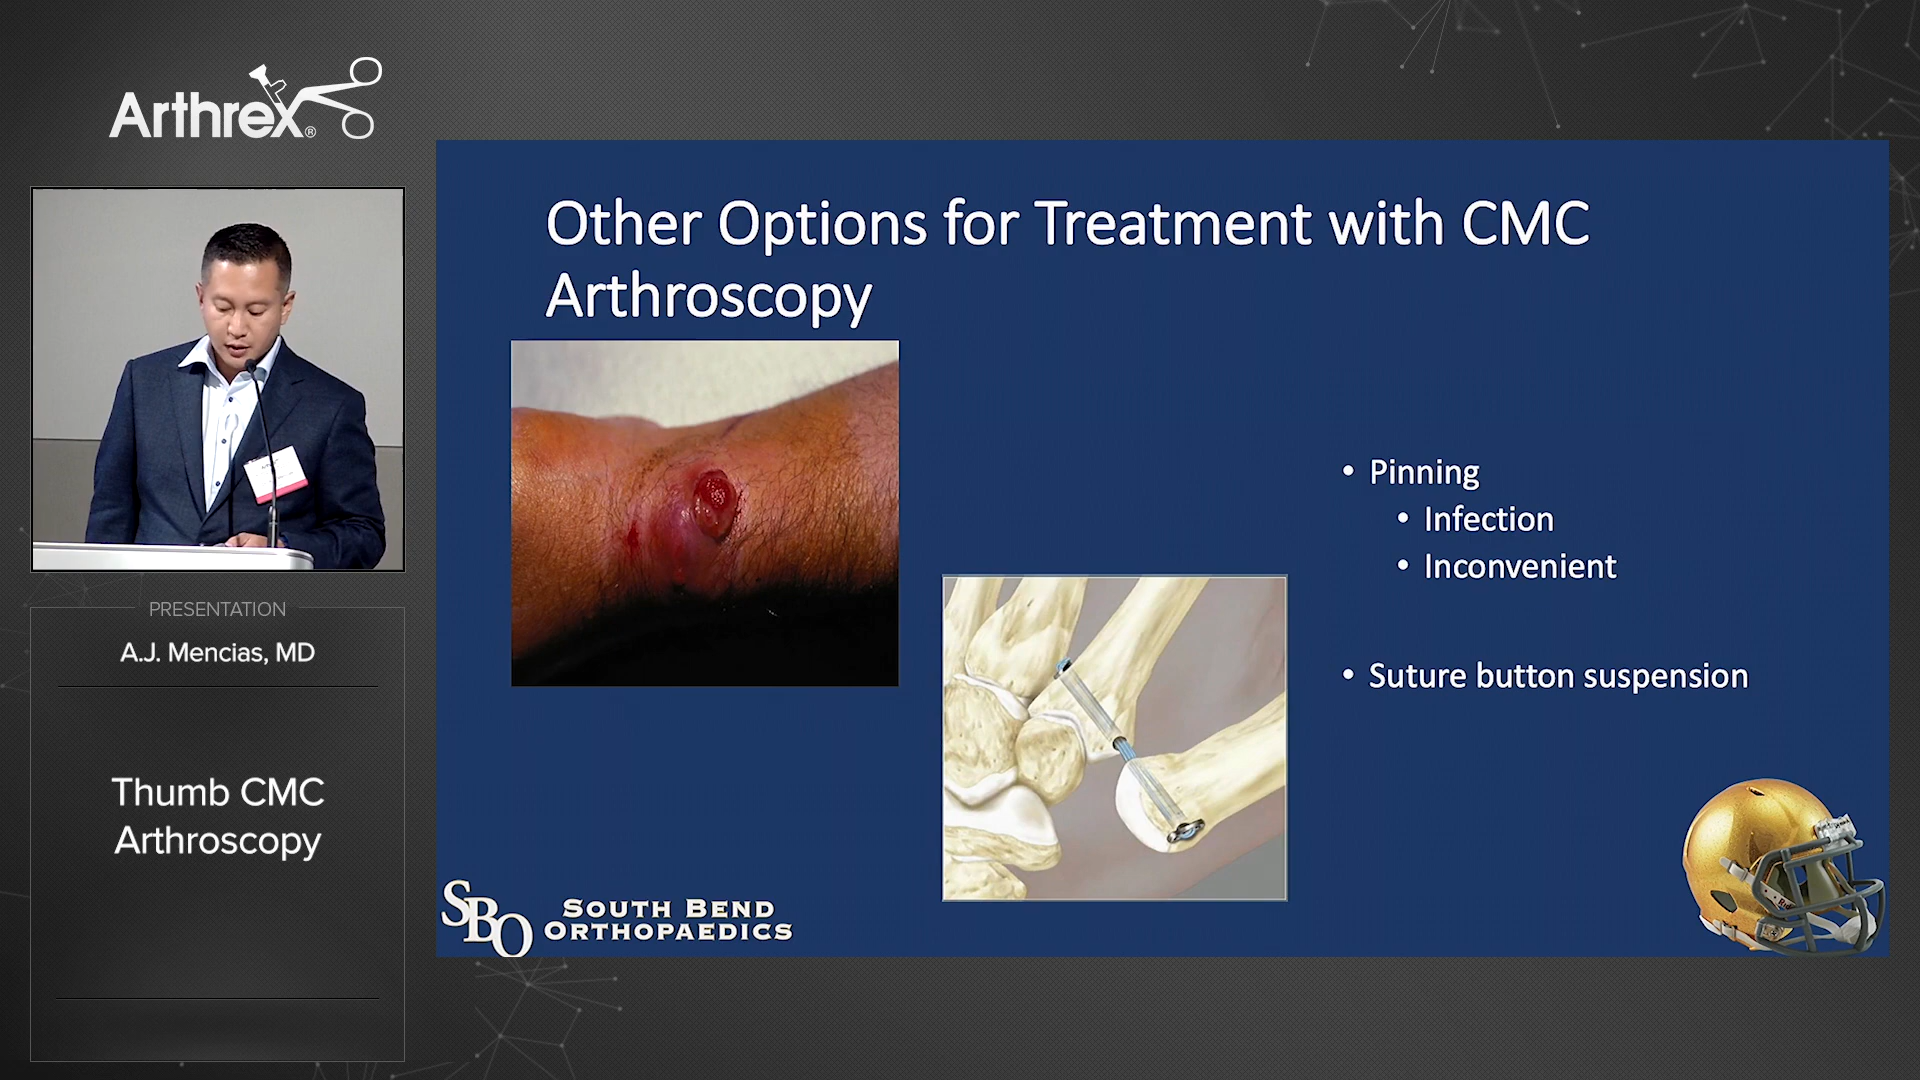 Arthrex®
Other Options for Treatment with CMC
Arthroscopy
• Pinning
• Infection
• Inconvenient
• Suture button suspension
PRESENTATION
A.J. Mencias, MD
Thumb CMC
Arthroscopy
SBO
SOUTH BEND
ORTHOPAEDICS